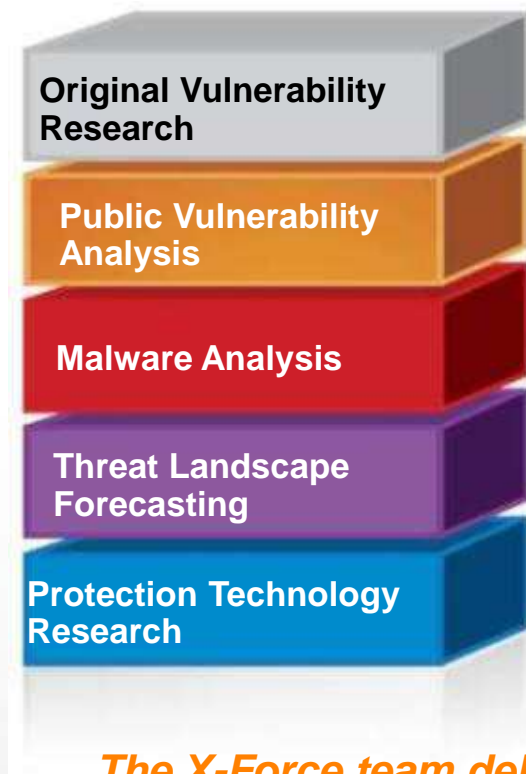 Original Vulnerability
Research
Public Vulnerability
Analysis
Malware Analysis
Threat Landscape
Forecasting
Protection Technology
Research
The X-Force team